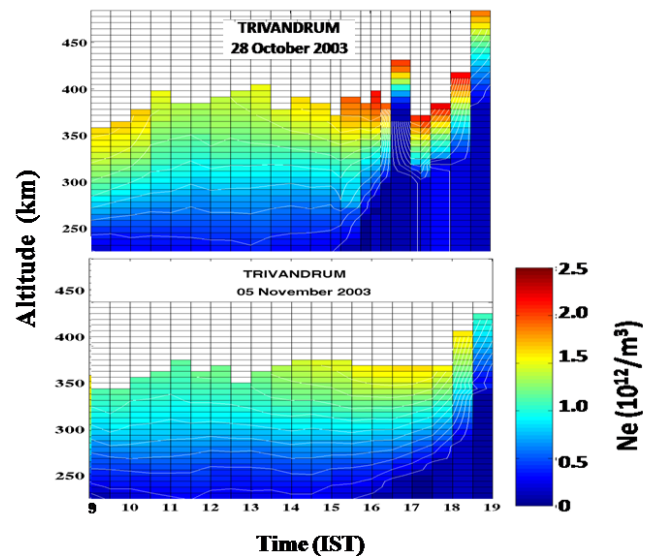 TRIVANDRUM
28 October 2003
450
400
350
300
250
TRIVANDRUM
05 November 2003
450
400
350
300
250
Altitude (km)
9 10 11 12 13 14 15 16 17 18 19
Time (IST)
2.5
2.0
1.5
1.0
0.5
0
Ne (10¹²/m³)